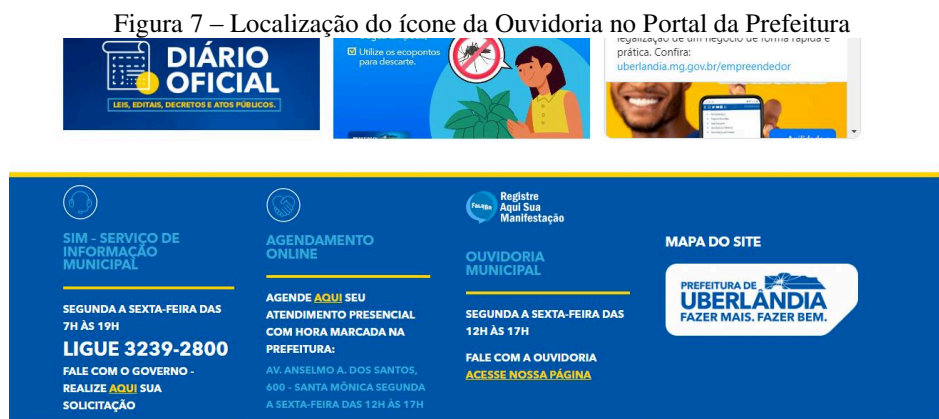 Figura 7 – Localização do ícone da Ouvidoria no Portal da Prefeitura
DIÁRIO
OFICIAL
LEIS, EDITAIS, DECRETOS E ATOS PÚBLICOS.
Utilize os ecopontos
para descarte.
legalização de um negócio de forma rápida e
prática. Confira:
uberlandia.mg.gov.br/empreendedor
SIM - SERVIÇO DE
INFORMAÇÃO
MUNICIPAL
SEGUNDA A SEXTA-FEIRA DAS
7H ÀS 19H
LIGUE 3239-2800
FALE COM O GOVERNO -
REALIZE AQUI SUA
SOLICITAÇÃO
AGENDAMENTO
ONLINE
AGENDE AQUI SEU
ATENDIMENTO PRESENCIAL
COM HORA MARCADA NA
PREFEITURA:
AV. ANSELMO A. DOS SANTOS,
600 - SANTA MÔNICA SEGUNDA
A SEXTA-FEIRA DAS 12H ÀS 17H
Registre
Aqui Sua
Manifestação
OUVIDORIA
MUNICIPAL
SEGUNDA A SEXTA-FEIRA DAS
12H ÀS 17H
FALE COM A OUVIDORIA
ACESSE NOSSA PÁGINA
MAPA DO SITE
PREFEITURA DE
UBERLÂNDIA
FAZER MAIS. FAZER BEM.